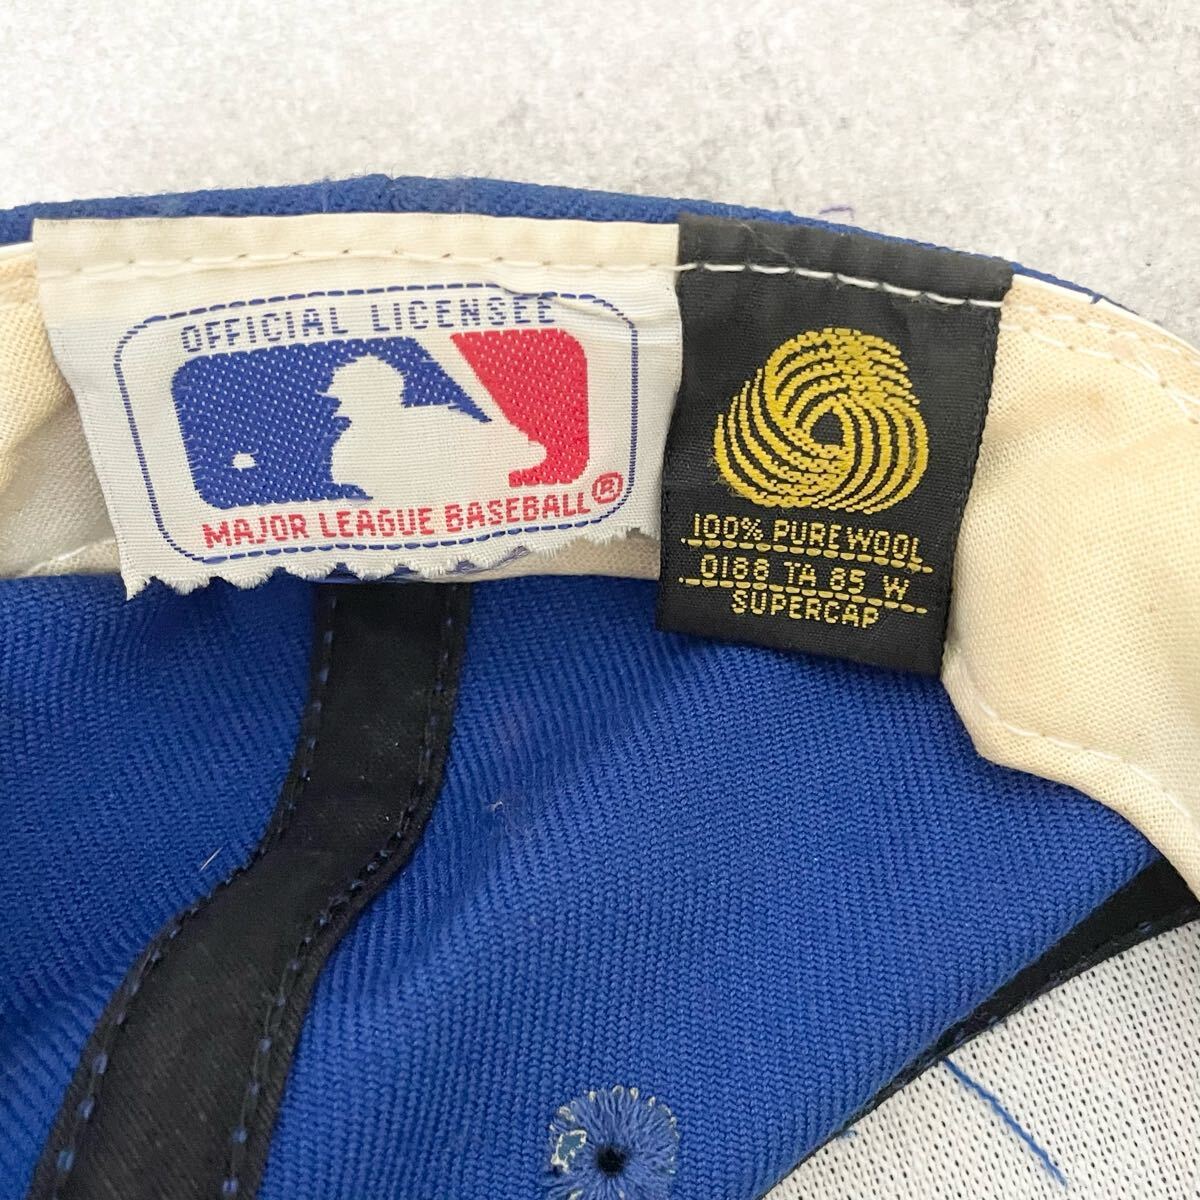 OFFICIAL LICENSEE
MAJOR LEAGUE BASEBALL®
100% PURE WOOL
0188 TA 85 W
SUPERCAP